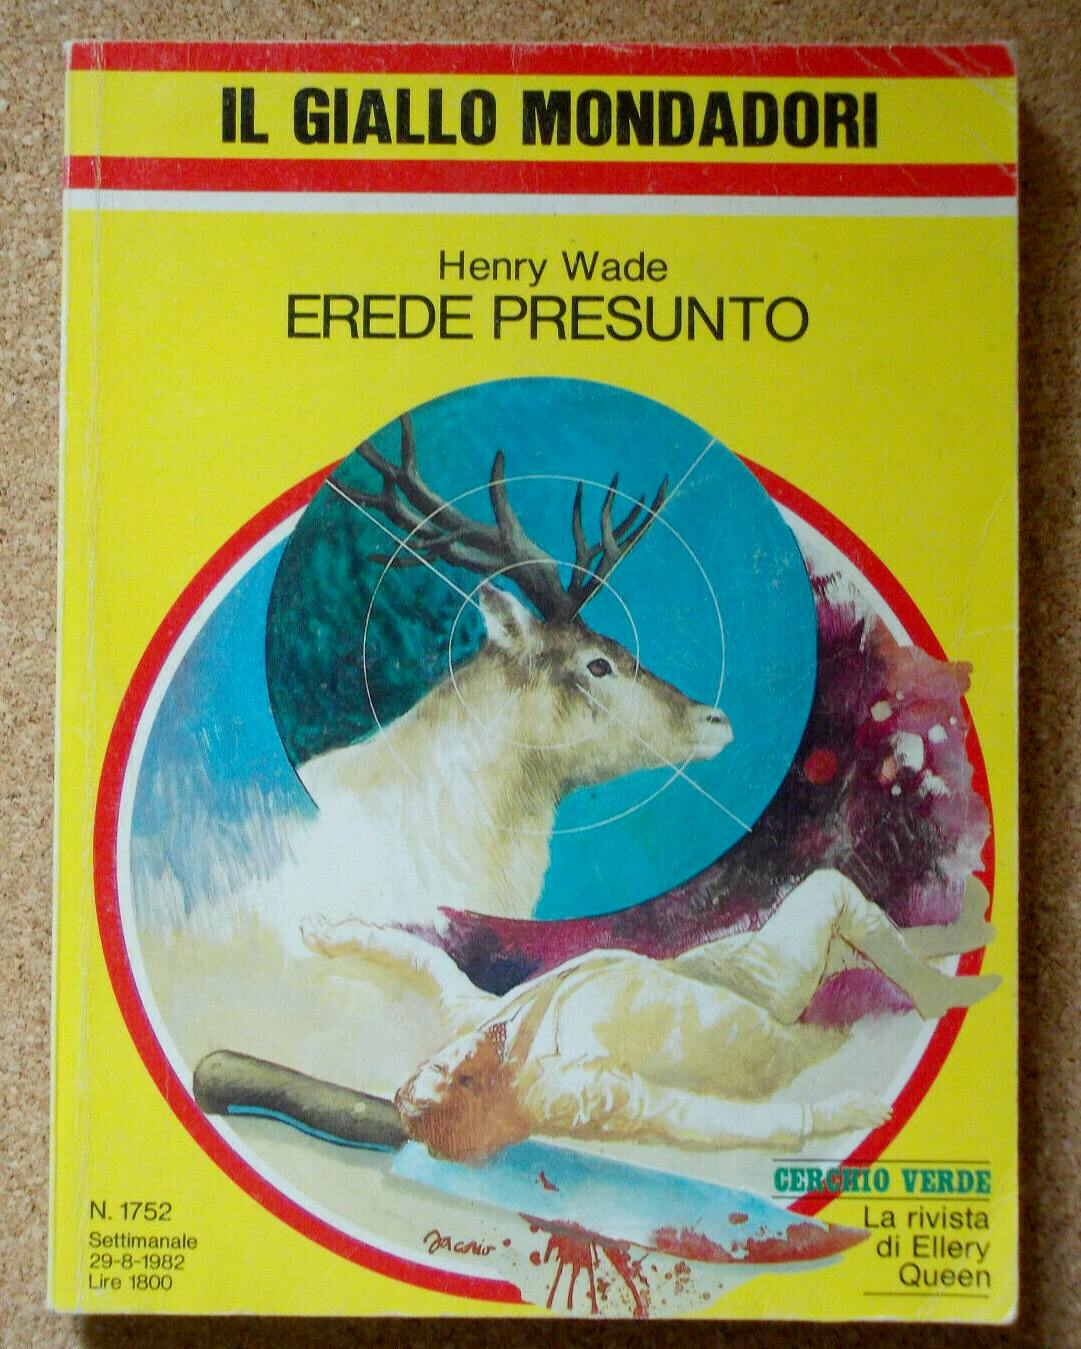 IL GIALLO MONDADORI
Henry Wade
EREDE PRESUNTO
Jacono
CERCHIO VERDE
La rivista
di Ellery
Queen
N. 1752
Settimanale
29-8-1982
Lire 1800